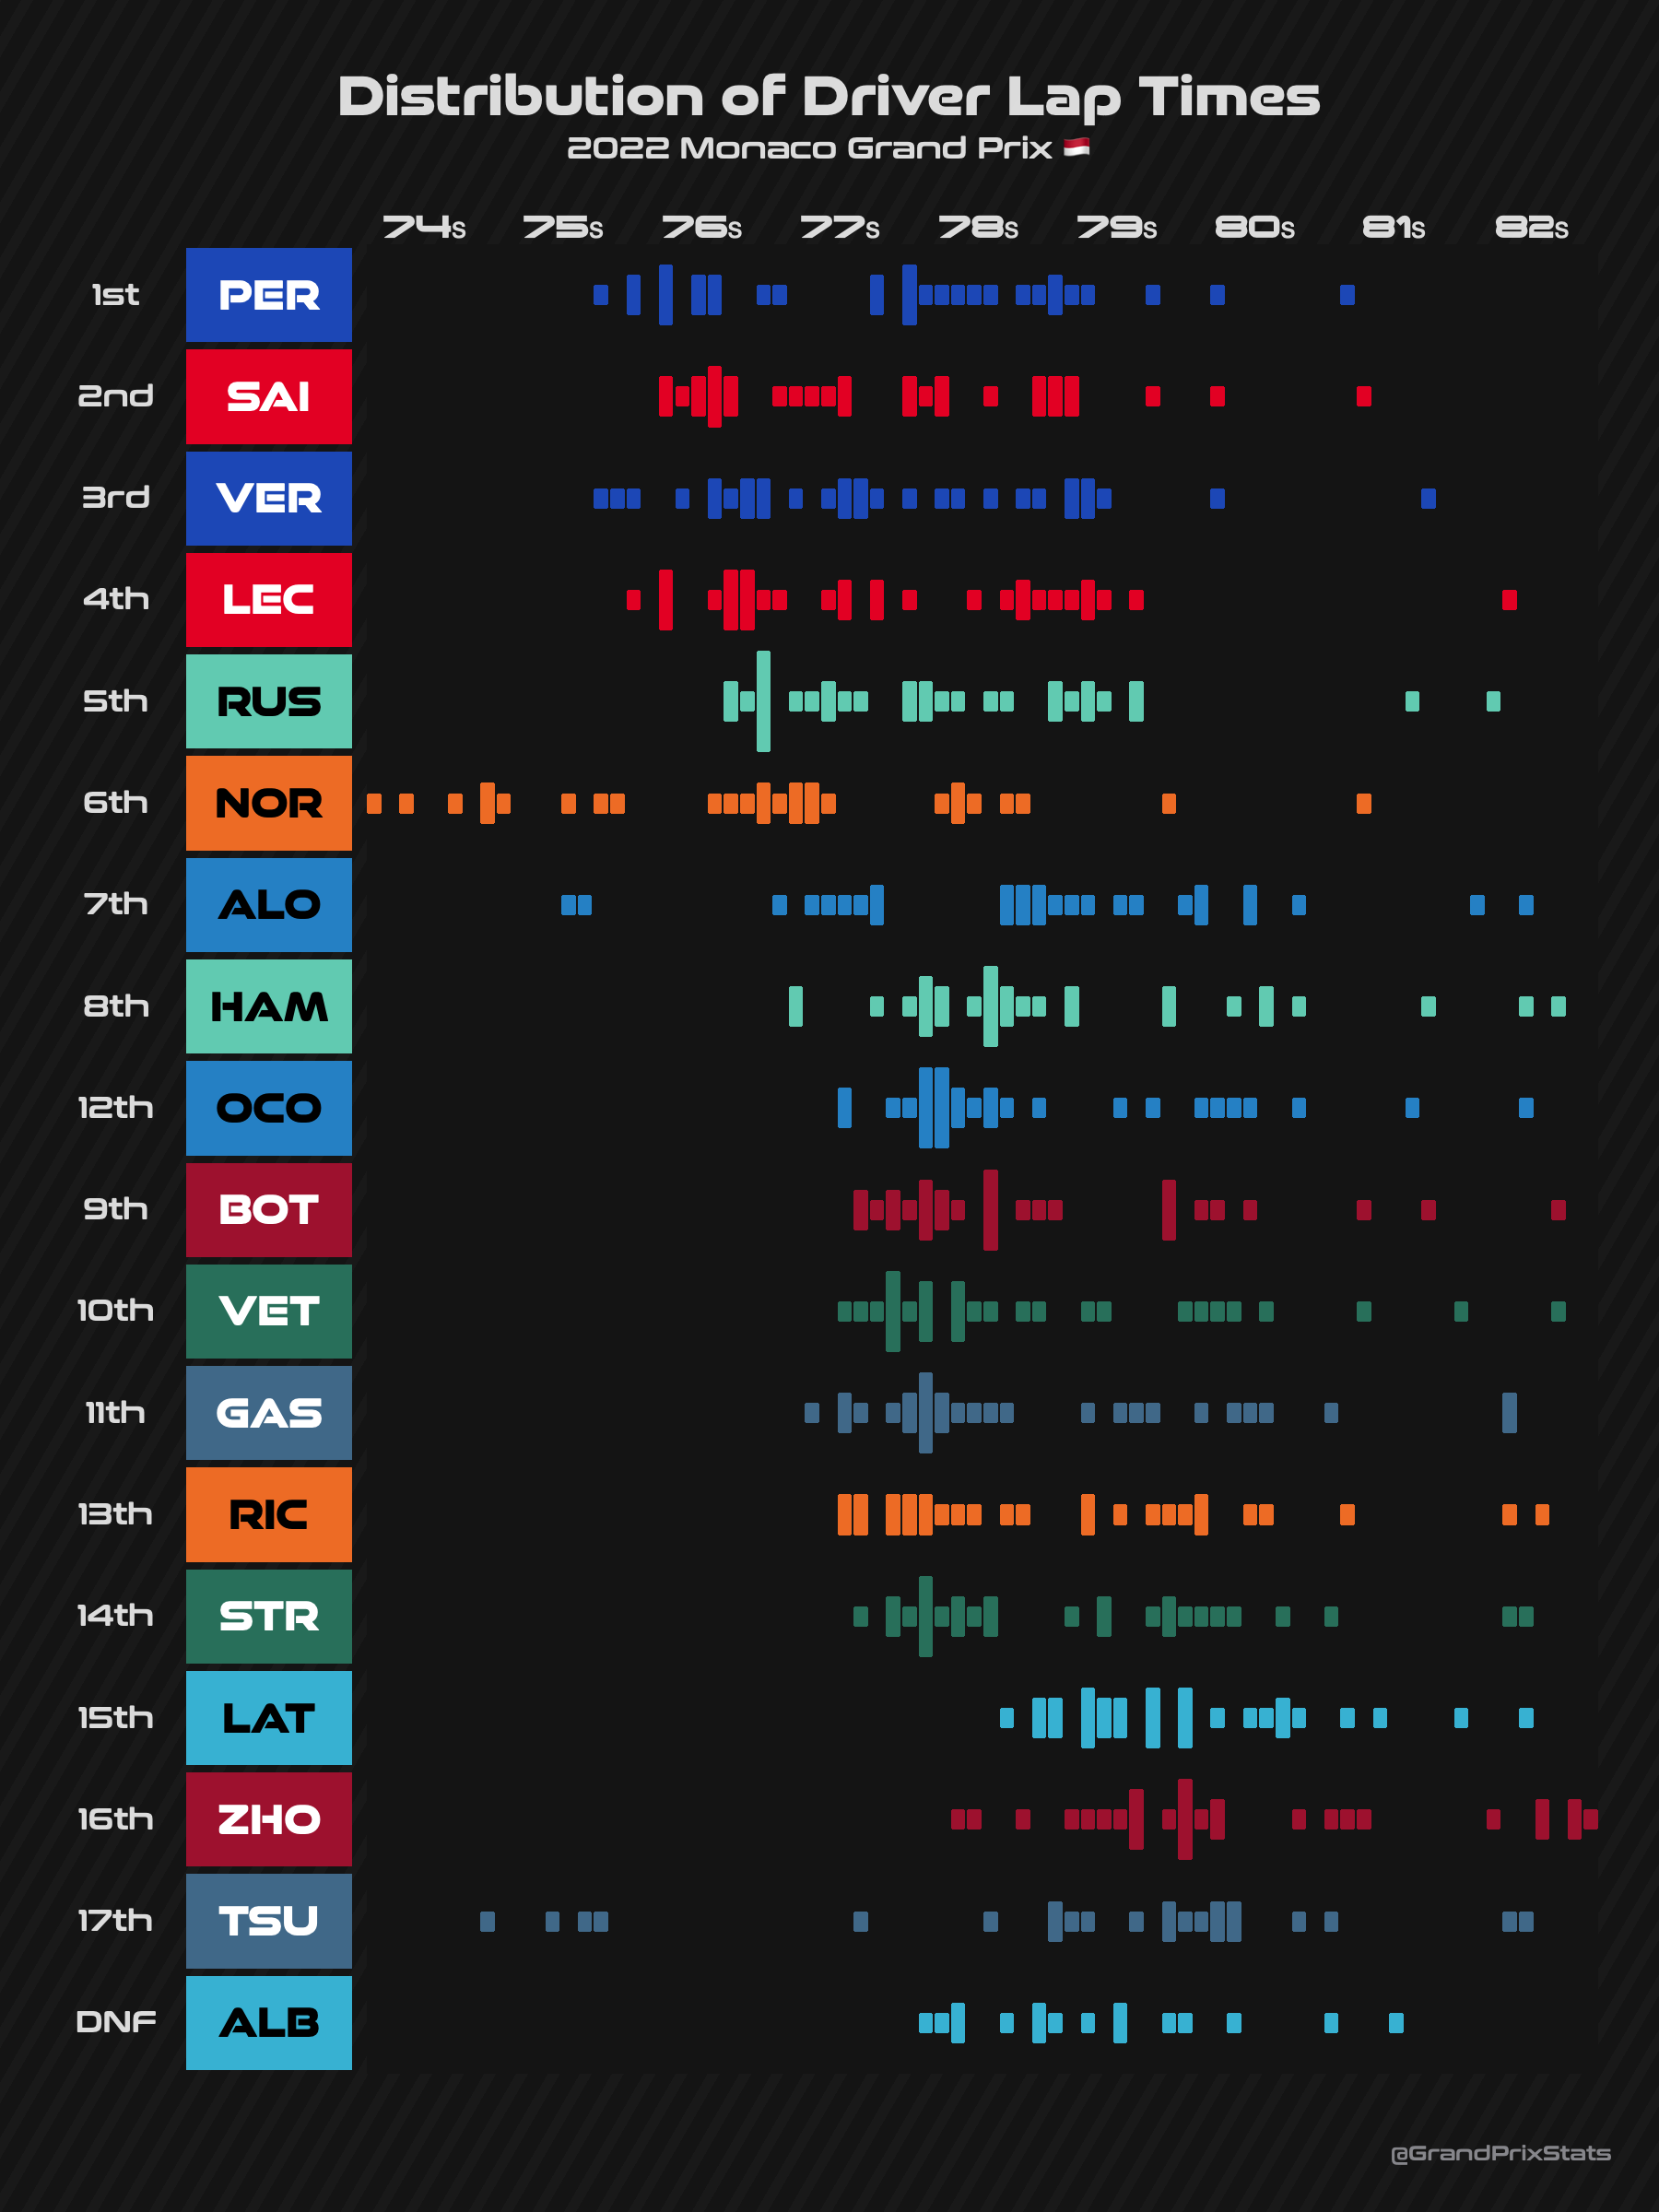 Distribution of Driver Lap Times
2022 Monaco Grand Prix 🇲🇨
74s 75s 76s 77s 78s 79s 80s 81s 82s
1st PER
2nd SAI
3rd VER
4th LEC
5th RUS
6th NOR
7th ALO
8th HAM
12th OCO
9th BOT
10th VET
11th GAS
13th RIC
14th STR
15th LAT
16th ZHO
17th TSU
DNF ALB
@GrandPrixStats